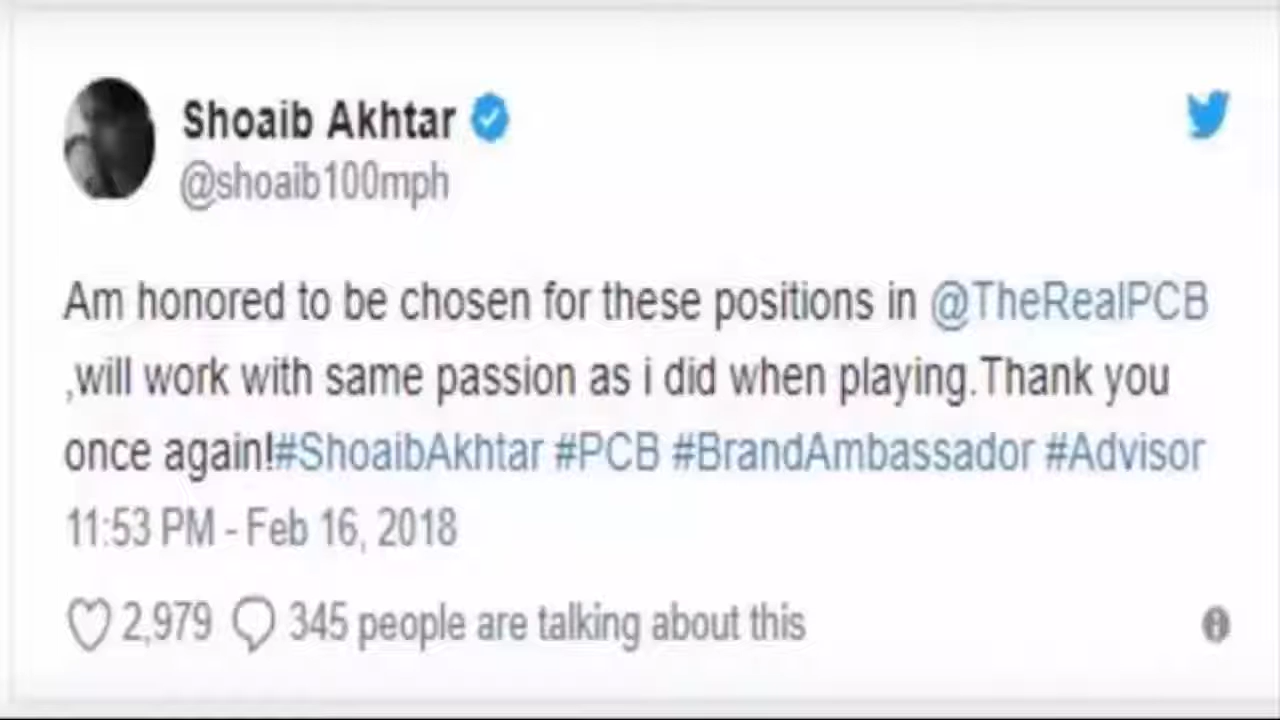 Shoaib Akhtar
@shoaib100mph
Am honored to be chosen for these positions in @TheRealPCB
,will work with same passion as i did when playing.Thank you
once again!#ShoaibAkhtar #PCB #BrandAmbassador #Advisor
11:53 PM - Feb 16, 2018
2,979 345 people are talking about this